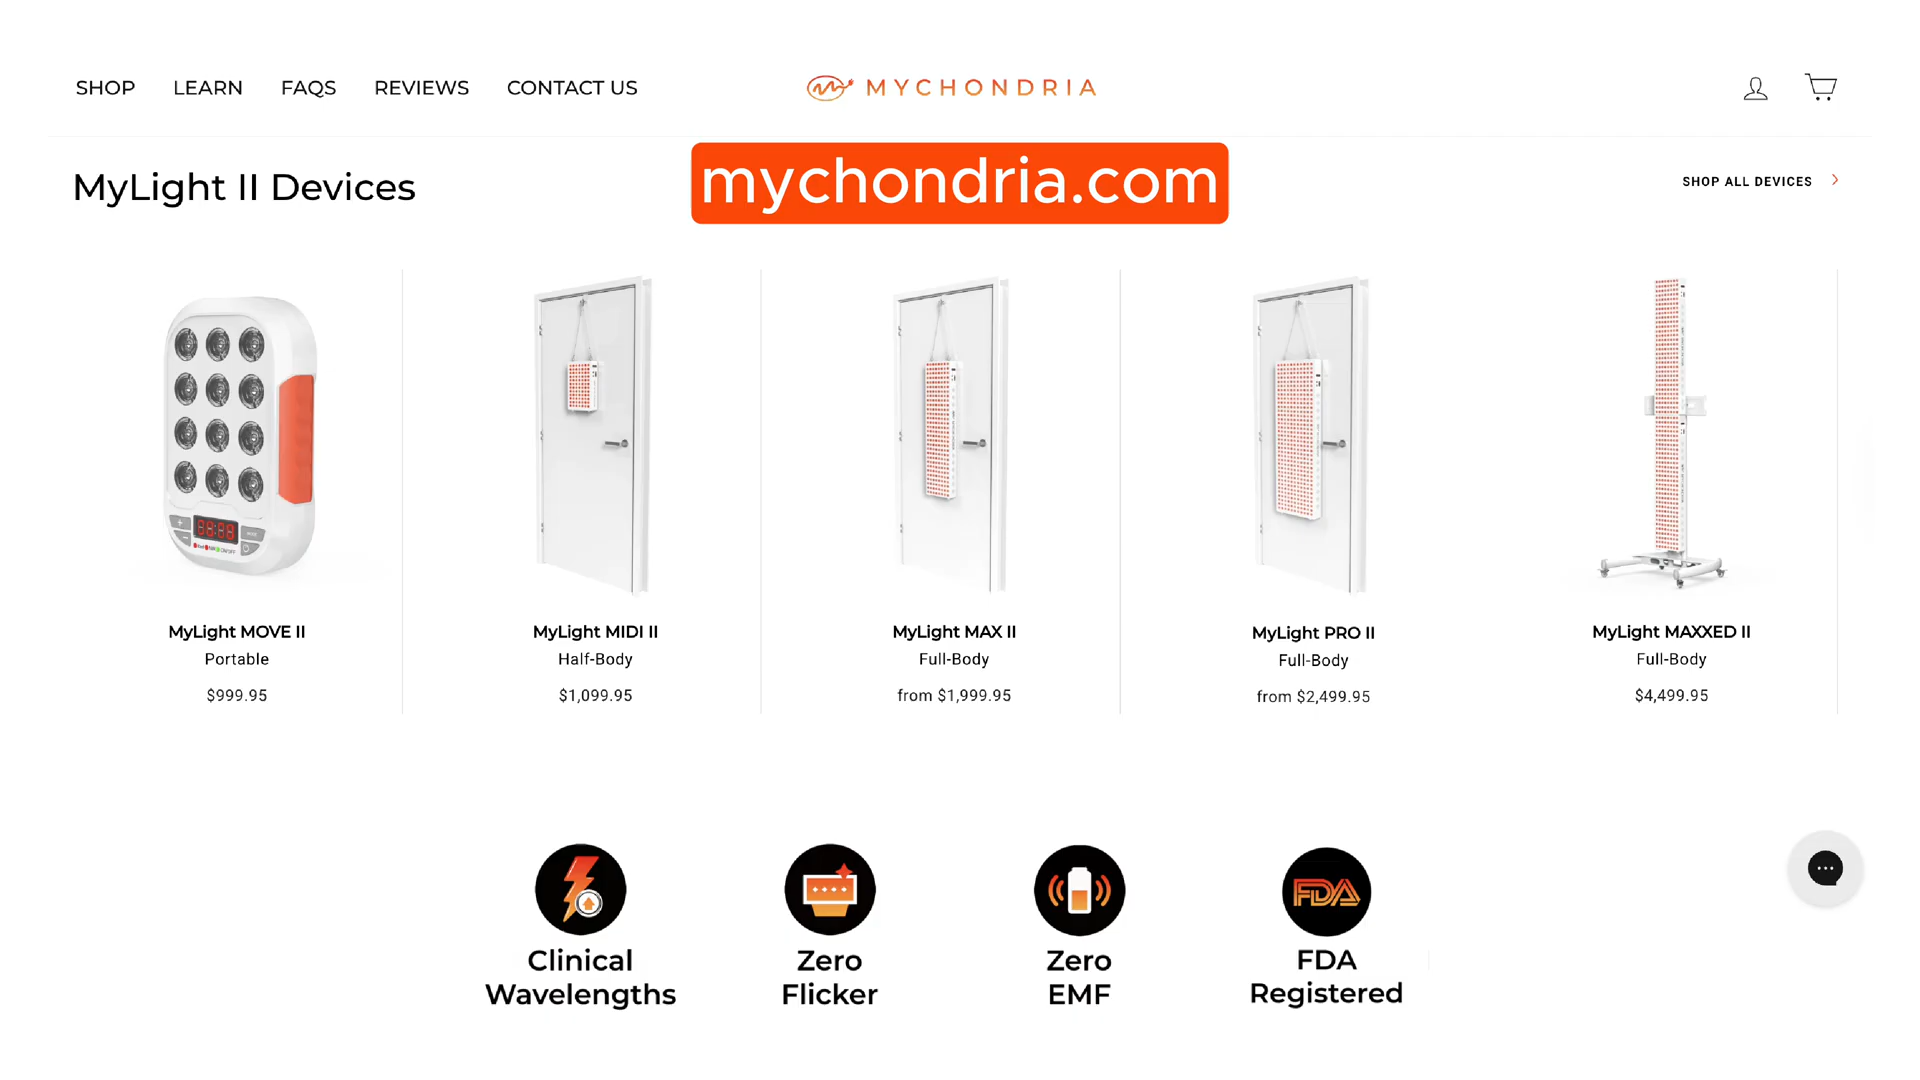 SHOP LEARN FAQS REVIEWS CONTACT US MYCHONDRIA
mychondria.com
MyLight II Devices
SHOP ALL DEVICES
MyLight MOVE II
Portable
$999.95
MyLight MIDI II
Half-Body
$1,099.95
MyLight MAX II
Full-Body
from $1,999.95
MyLight PRO II
Full-Body
from $2,499.95
MyLight MAXXED II
Full-Body
$4,499.95
Clinical
Wavelengths
Zero
Flicker
Zero
EMF
FDA
FDA
Registered